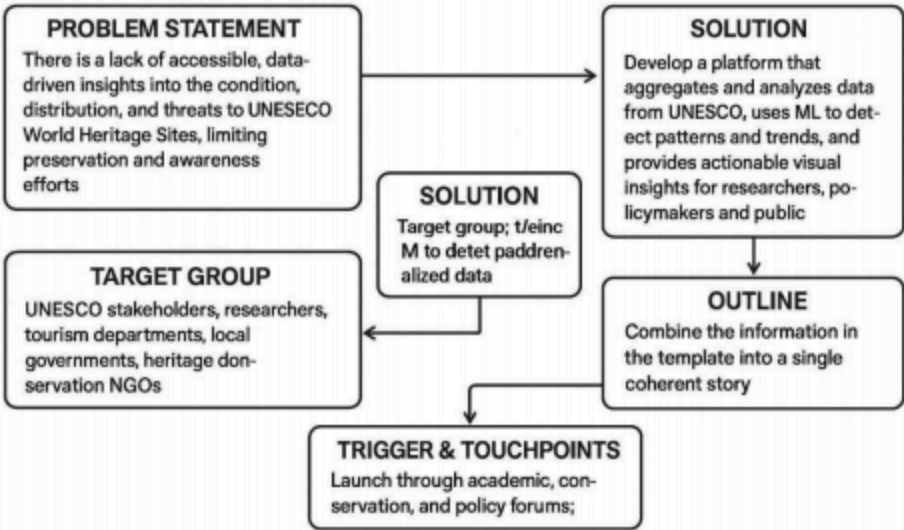 PROBLEM STATEMENT
There is a lack of accessible, data-
driven insights into the condition,
distribution, and threats to UNESECO
World Heritage Sites, limiting
preservation and awareness
efforts
SOLUTION
Develop a platform that
aggregates and analyzes data
from UNESCO, uses ML to det-
ect patterns and trends, and
provides actionable visual
insights for researchers, po-
licymakers and public
SOLUTION
Target group; t/einc
M to detet paddren-
alized data
TARGET GROUP
UNESCO stakeholders, researchers,
tourism departments, local
governments, heritage don-
servation NGOs
OUTLINE
Combine the information in
the template into a single
coherent story
TRIGGER & TOUCHPOINTS
Launch through academic, con-
servation, and policy forums;